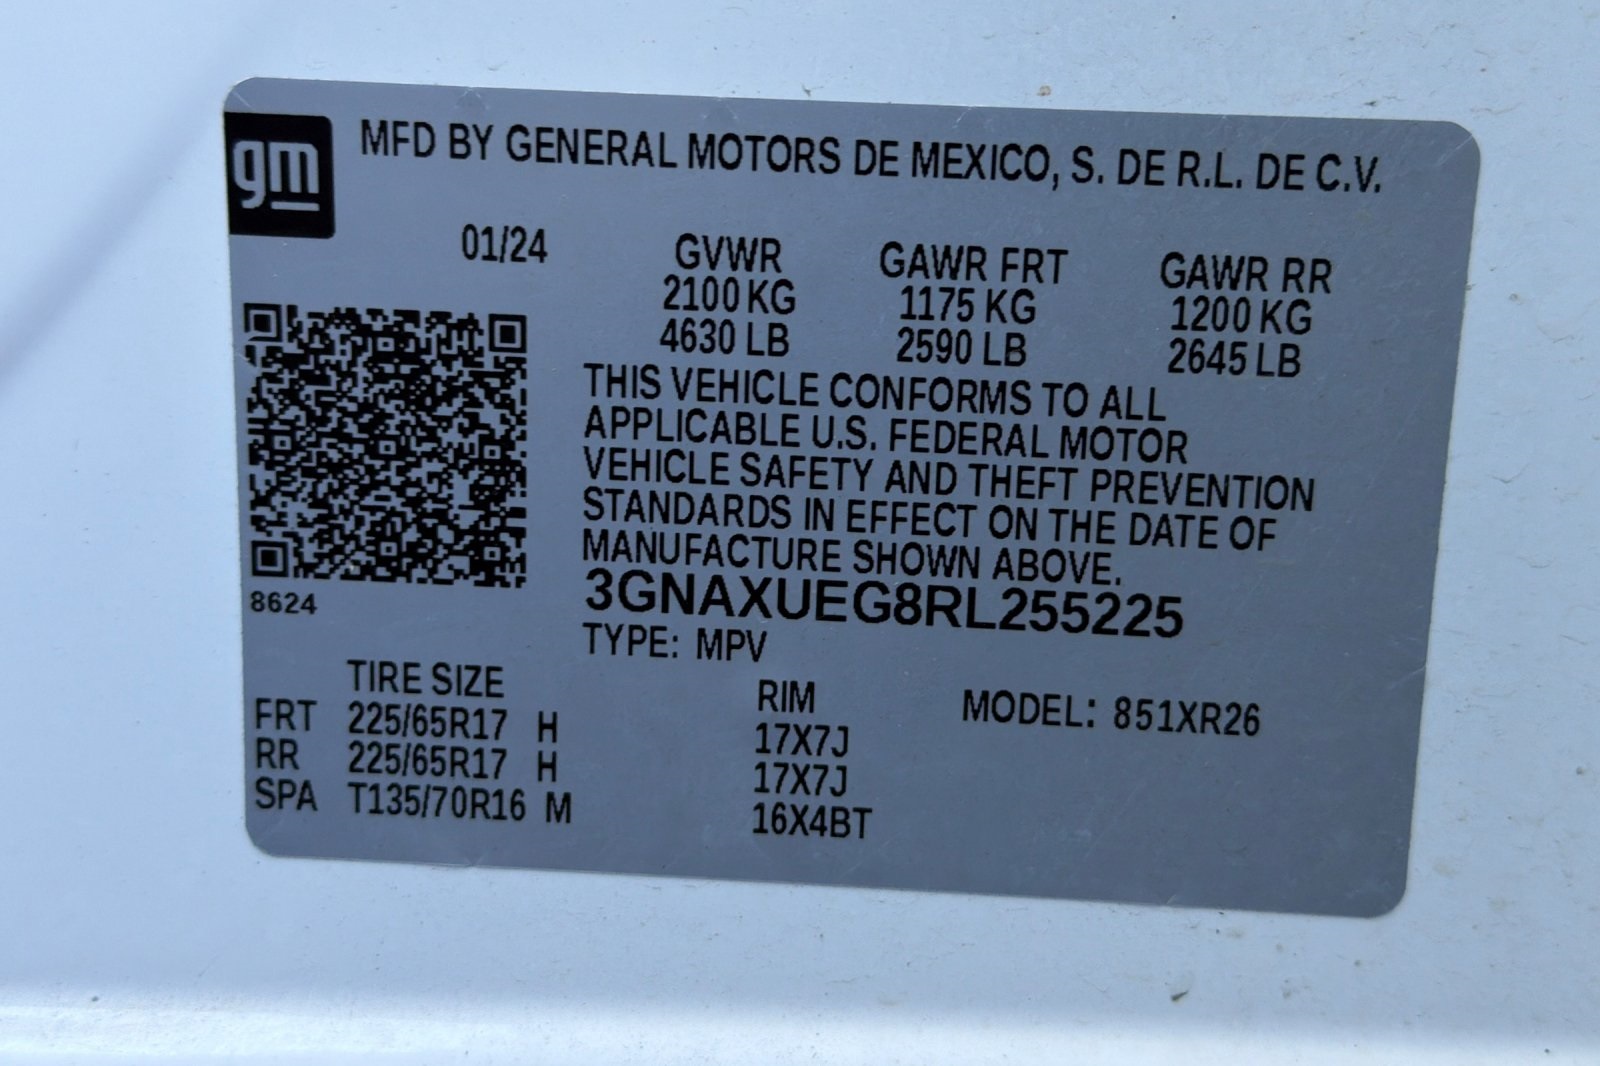 gm
MFD BY GENERAL MOTORS DE MEXICO, S. DE R.L. DE C.V.
01/24 GVWR GAWR FRT GAWR RR
2100 KG 1175 KG 1200 KG
4630 LB 2590 LB 2645 LB
THIS VEHICLE CONFORMS TO ALL
APPLICABLE U.S. FEDERAL MOTOR
VEHICLE SAFETY AND THEFT PREVENTION
STANDARDS IN EFFECT ON THE DATE OF
MANUFACTURE SHOWN ABOVE.
8624
3GNAXUEG8RL255225
TYPE: MPV
TIRE SIZE RIM MODEL: 851XR26
FRT 225/65R17 H 17X7J
RR 225/65R17 H 17X7J
SPA T135/70R16 M 16X4BT